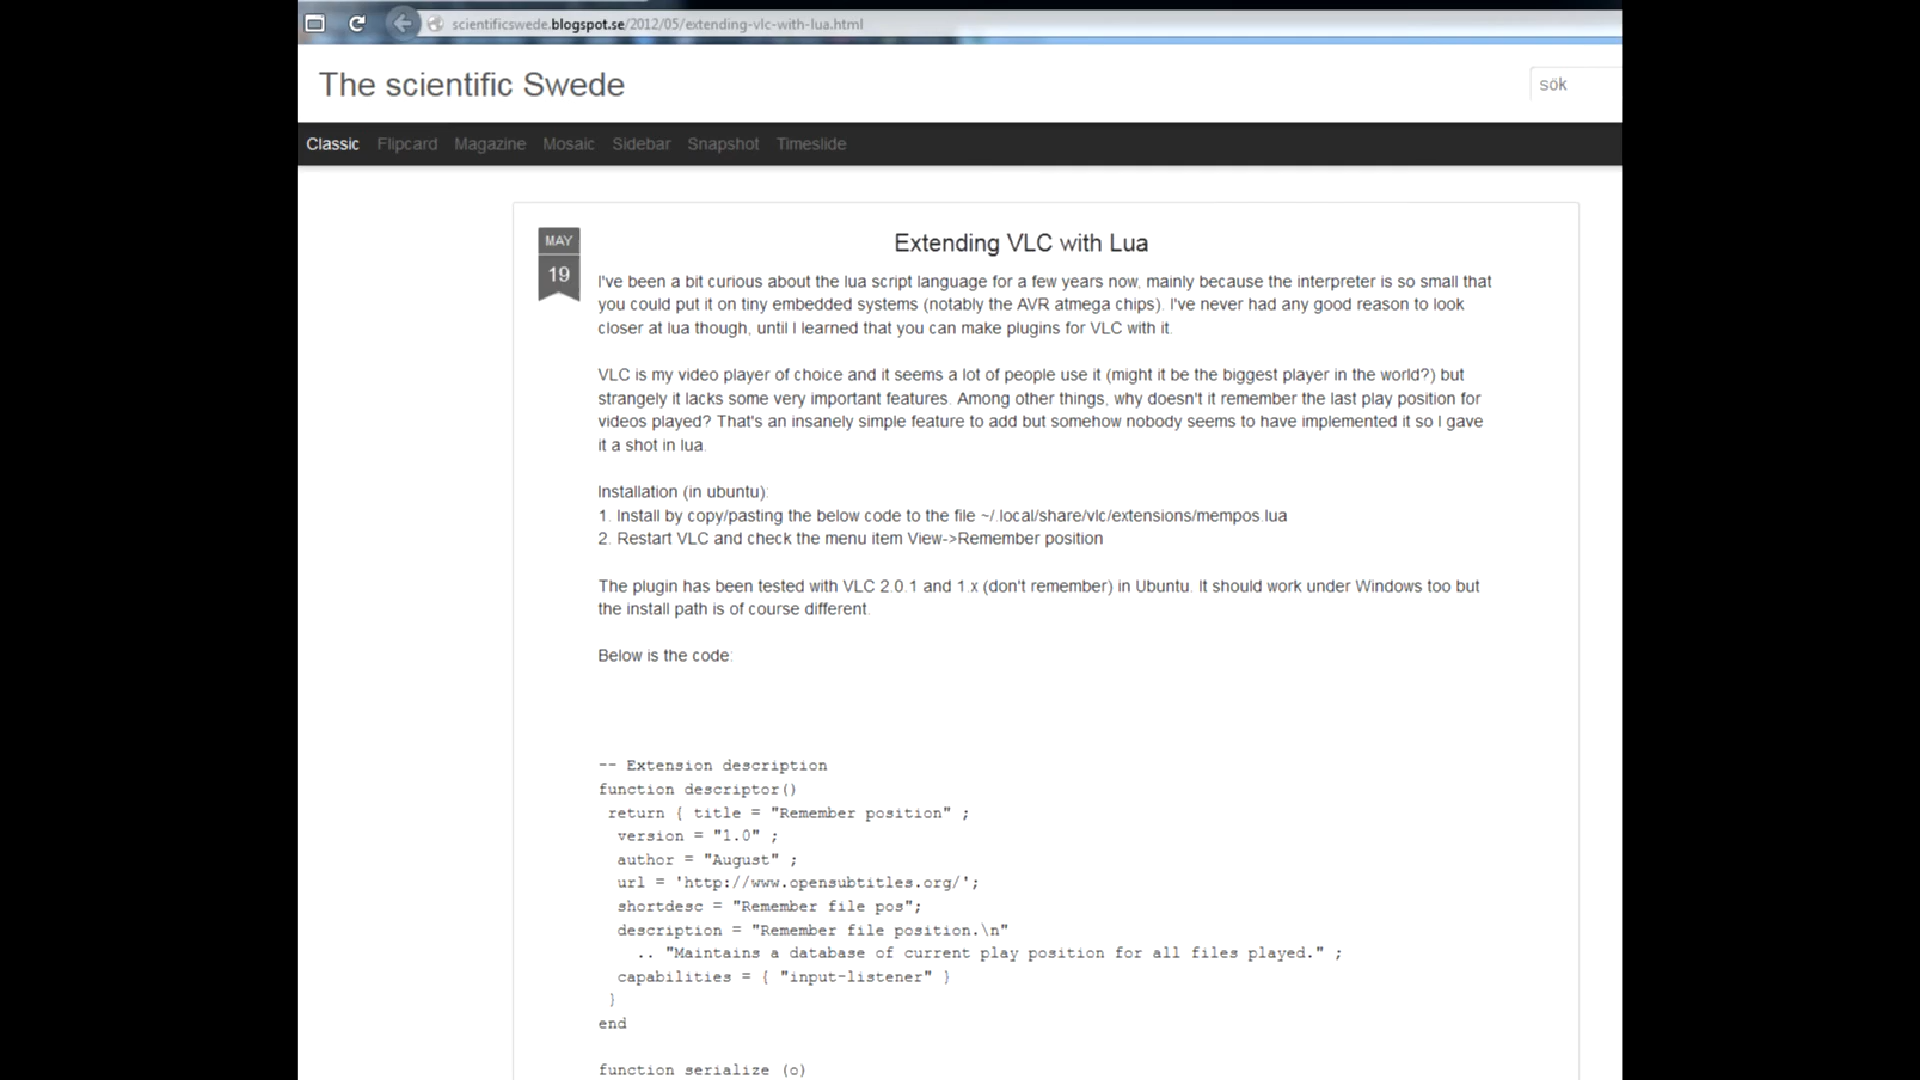 scientificswede.blogspot.se/2012/05/extending-vlc-with-lua.html
The scientific Swede
sök
Classic Flipcard Magazine Mosaic Sidebar Snapshot Timeslide
MAY
19
Extending VLC with Lua
I've been a bit curious about the lua script language for a few years now, mainly because the interpreter is so small that
you could put it on tiny embedded systems (notably the AVR atmega chips). I've never had any good reason to look
closer at lua though, until I learned that you can make plugins for VLC with it.
VLC is my video player of choice and it seems a lot of people use it (might it be the biggest player in the world?) but
strangely it lacks some very important features. Among other things, why doesn't it remember the last play position for
videos played? That's an insanely simple feature to add but somehow nobody seems to have implemented it so I gave
it a shot in lua.
Installation (in ubuntu):
1. Install by copy/pasting the below code to the file ~/.local/share/vlc/extensions/mempos.lua
2. Restart VLC and check the menu item View->Remember position
The plugin has been tested with VLC 2.0.1 and 1.x (don't remember) in Ubuntu. It should work under Windows too but
the install path is of course different.
Below is the code:
-- Extension description
function descriptor()
return { title = "Remember position" ;
version = "1.0" ;
author = "August" ;
url = 'http://www.opensubtitles.org/';
shortdesc = "Remember file pos";
description = "Remember file position.\n"
.. "Maintains a database of current play position for all files played." ;
capabilities = { "input-listener" }
}
end
function serialize (o)